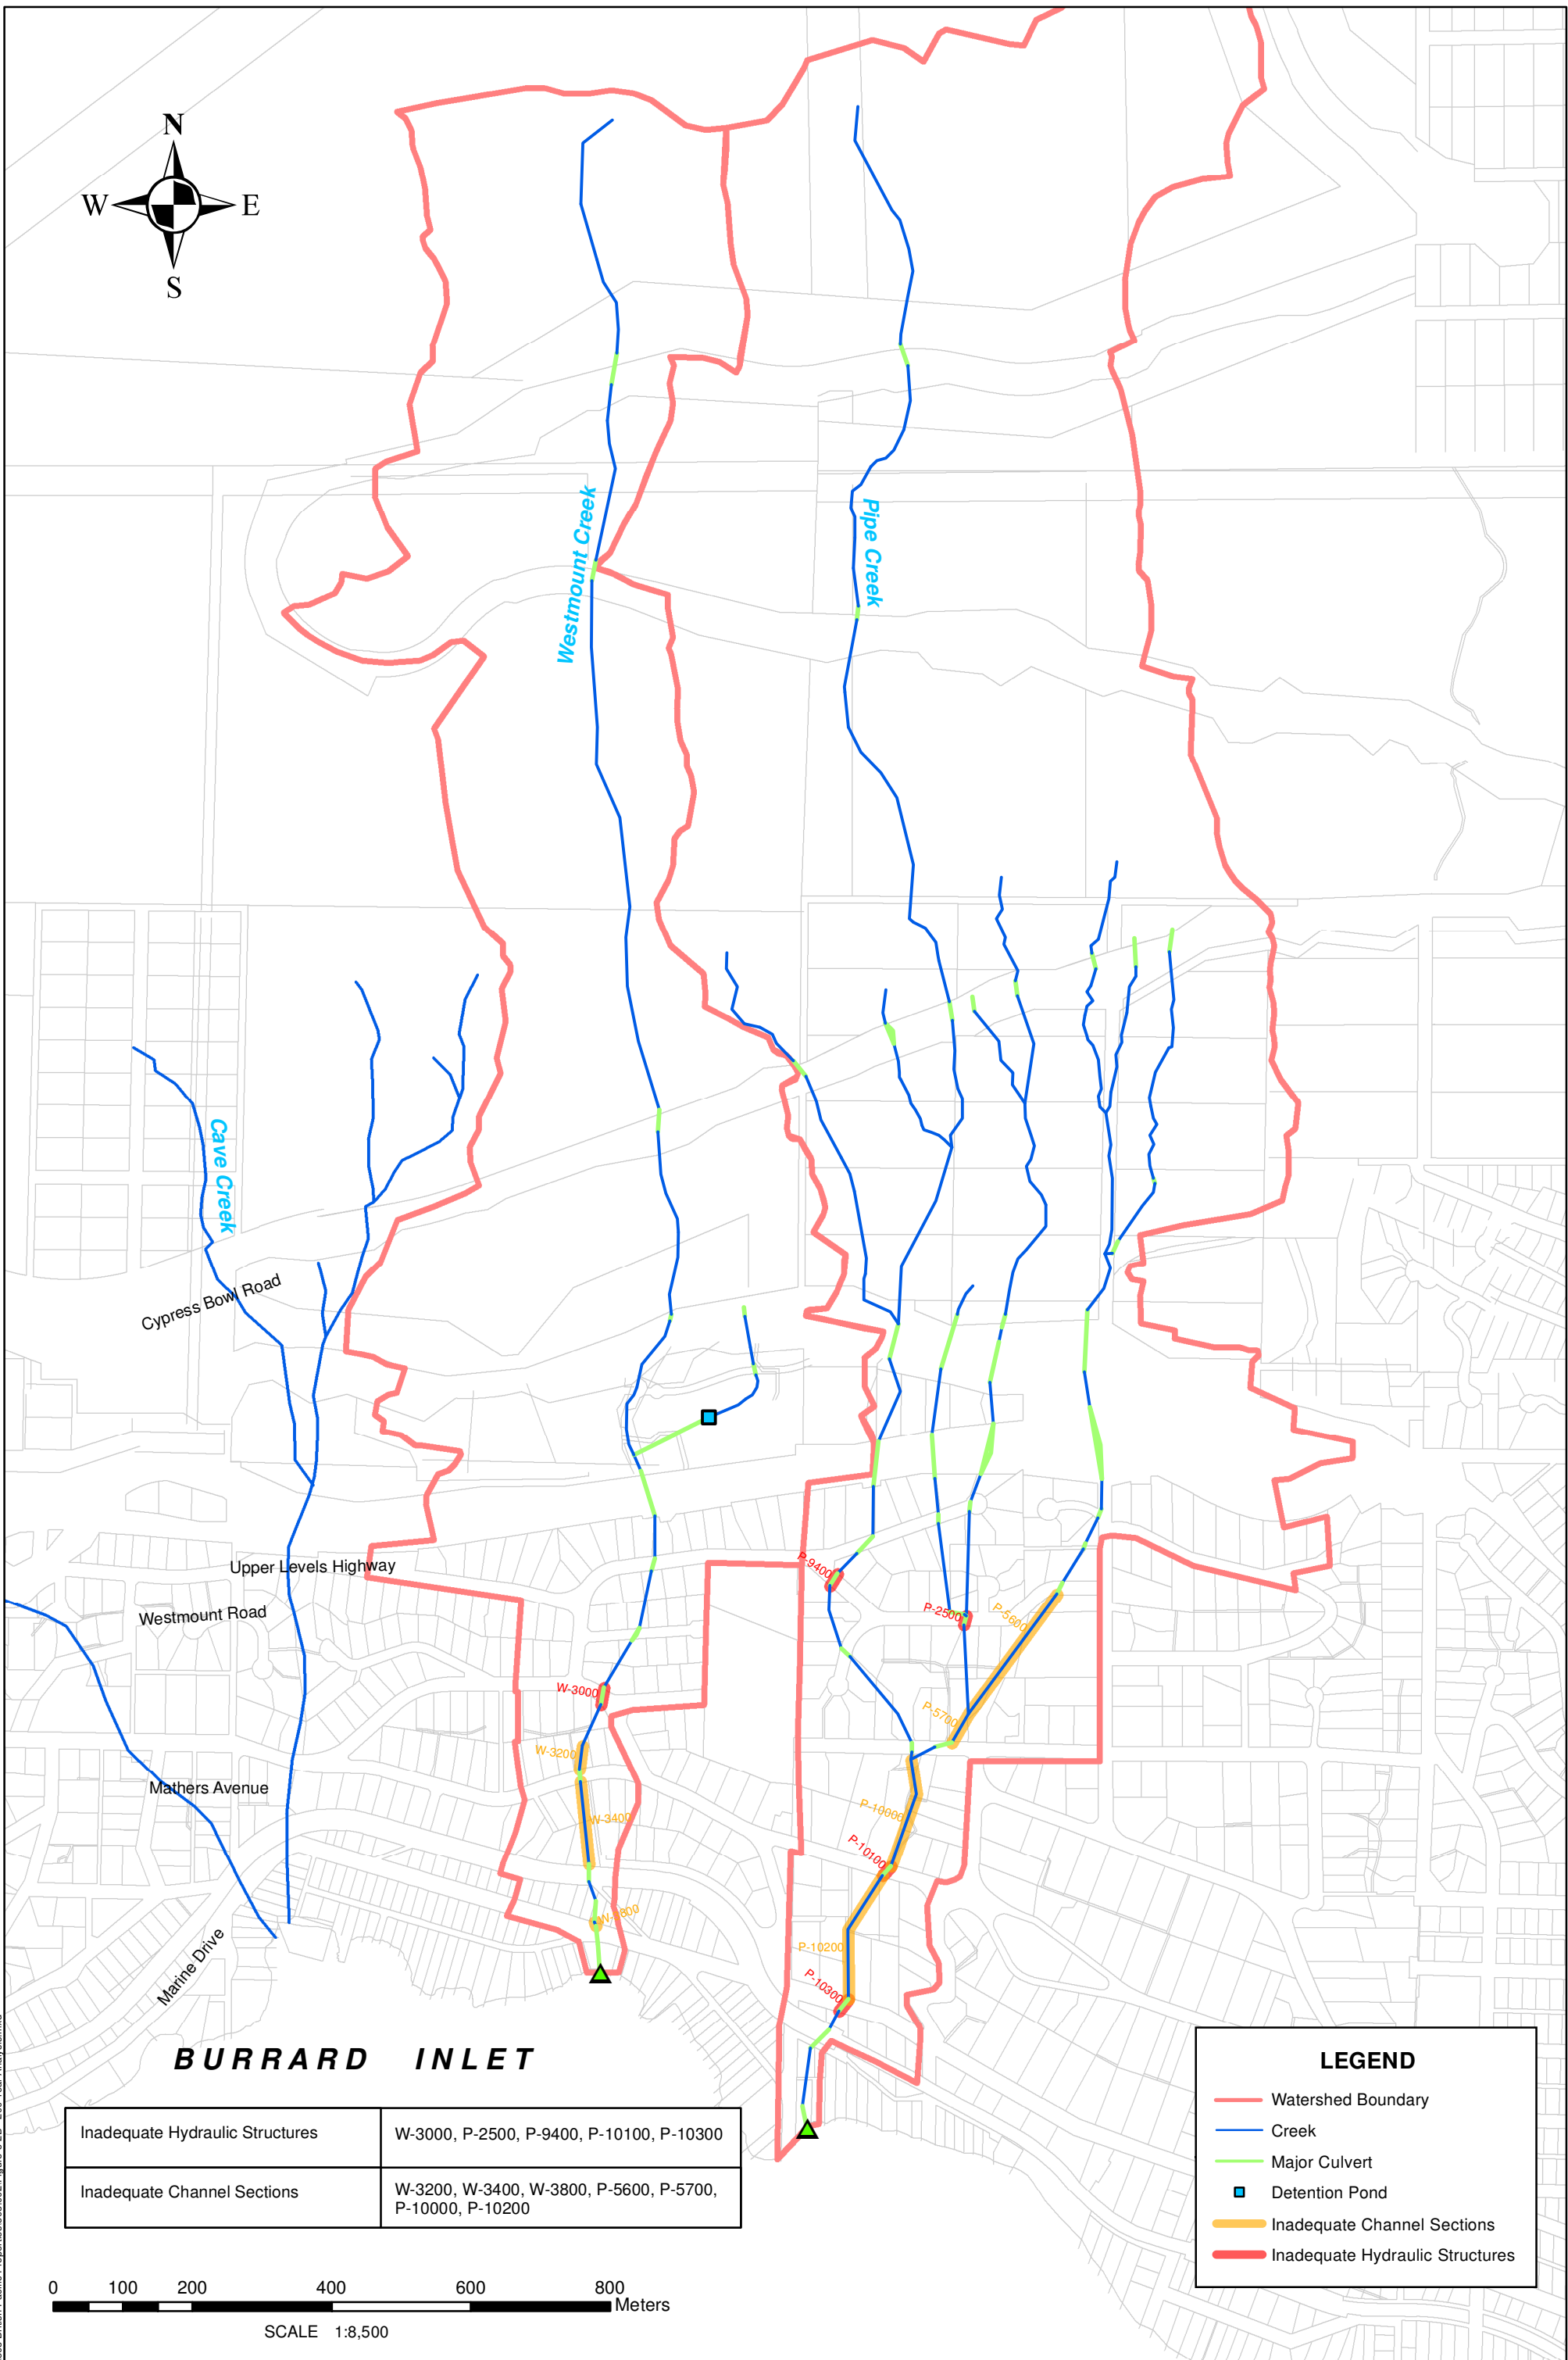 N
W E
S
Westmount Creek
Pipe Creek
Cave Creek
Cypress Bowl Road
Upper Levels Highway
Westmount Road
Mathers Avenue
Marine Drive
P-9400
P-2500
P-5600
W-3000
P-5700
W-3200
W-3400
P-10000
P-10100
P-10200
P-10300
BURRARD INLET
Inadequate Hydraulic Structures W-3000, P-2500, P-9400, P-10100, P-10300
Inadequate Channel Sections W-3200, W-3400, W-3800, P-5600, P-5700,
P-10000, P-10200
0 100 200 400 600 800
Meters
SCALE 1:8,500
LEGEND
Watershed Boundary
Creek
Major Culvert
Detention Pond
Inadequate Channel Sections
Inadequate Hydraulic Structures